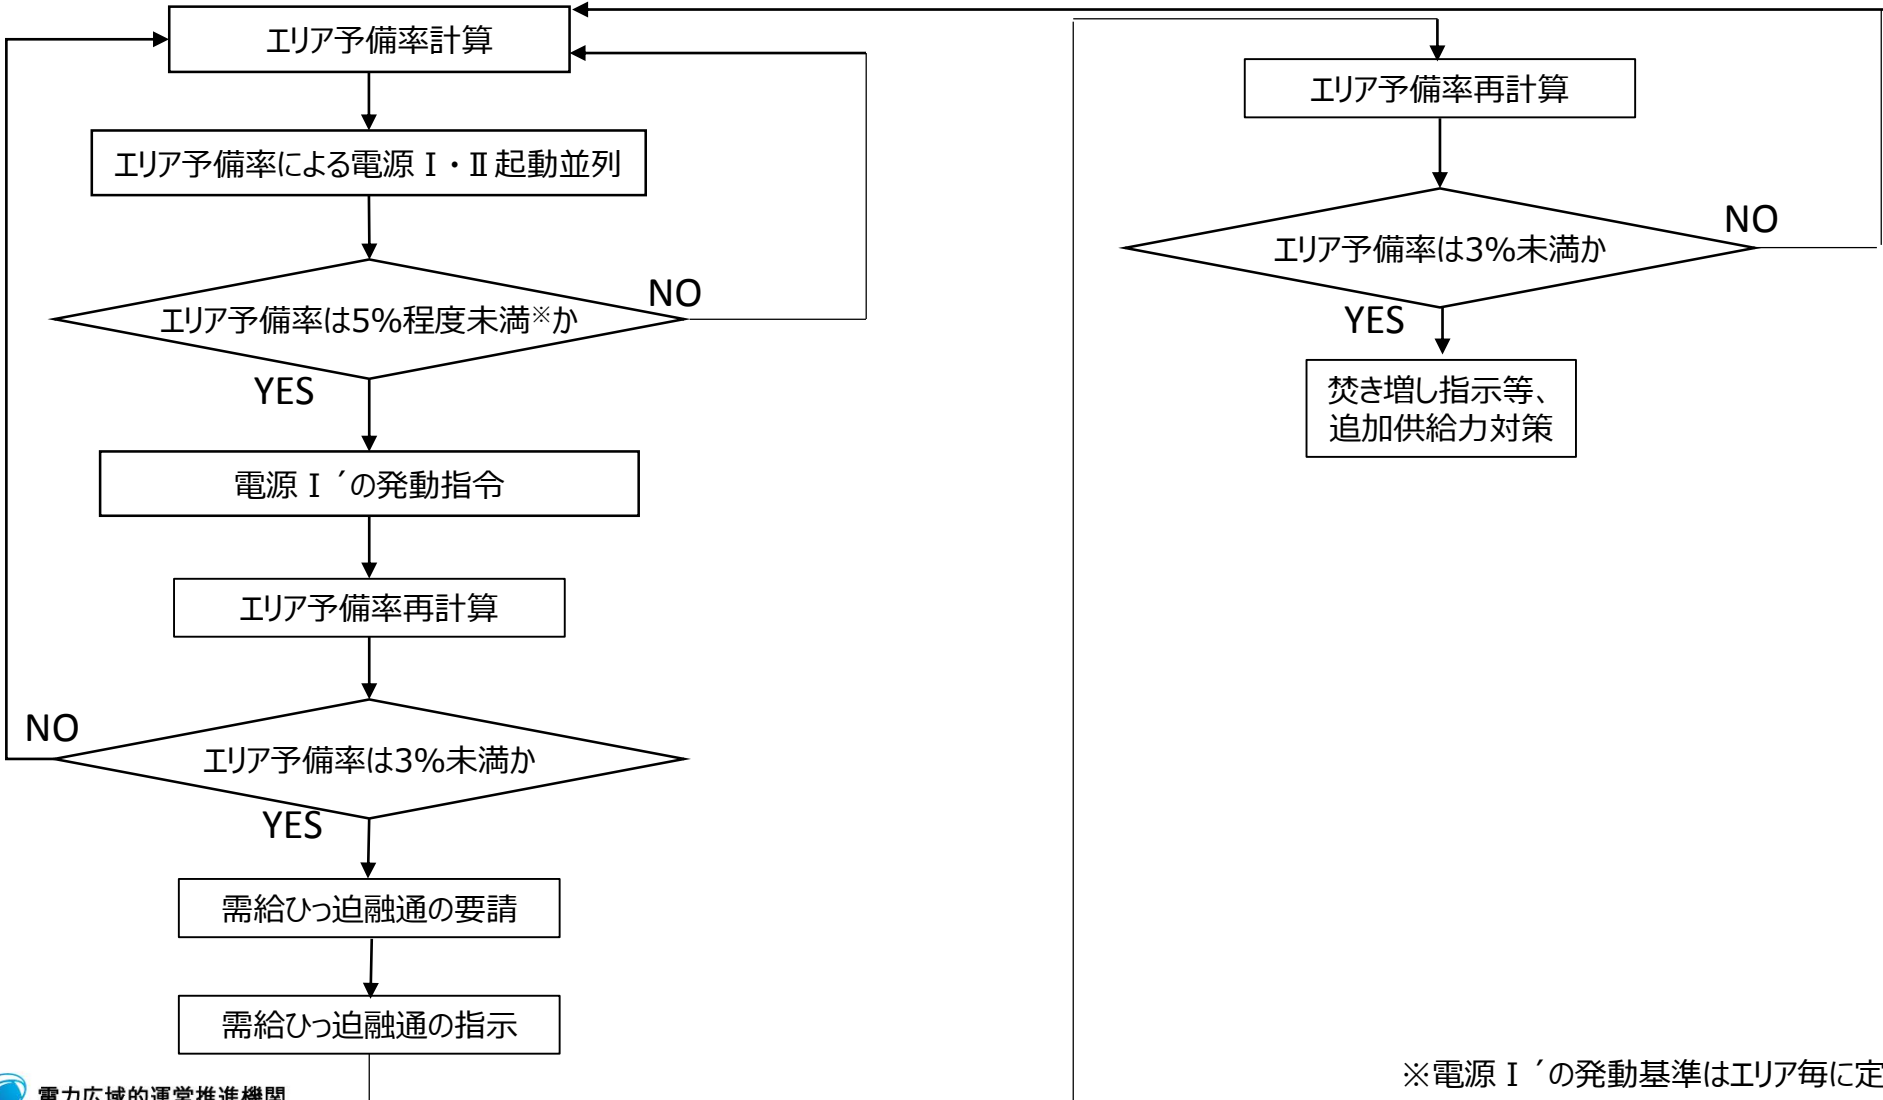 エリア予備率計算
エリア予備率による電源Ⅰ・Ⅱ起動並列
エリア予備率は5%程度未満※か
NO
YES
電源Ⅰ´の発動指令
エリア予備率再計算
エリア予備率は3%未満か
NO
YES
需給ひっ迫融通の要請
需給ひっ迫融通の指示
エリア予備率再計算
エリア予備率は3%未満か
NO
YES
焚き増し指示等、
追加供給力対策
※電源Ⅰ´の発動基準はエリア毎に定
電力広域的運営推進機関